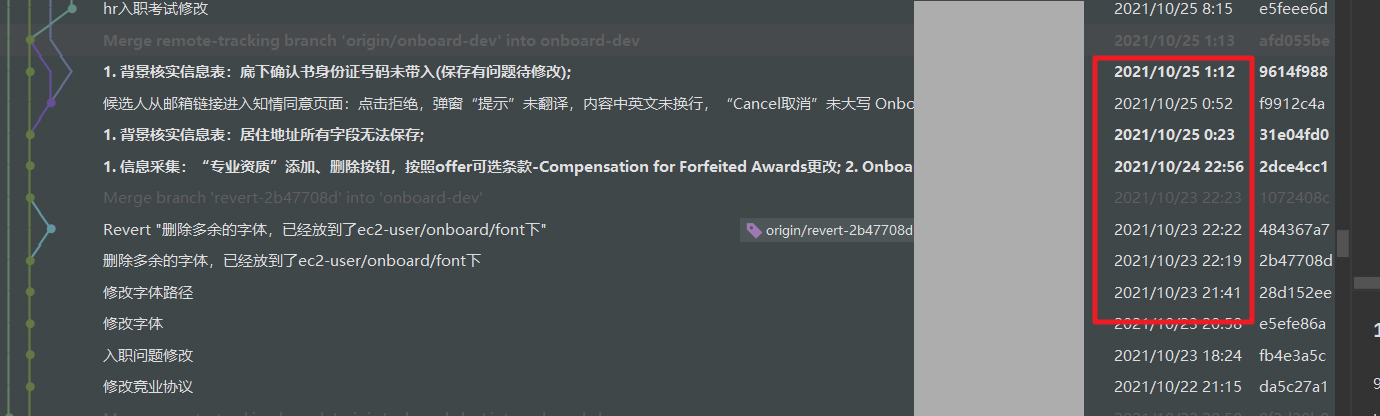 hr入职考试修改 2021/10/25 8:15 e5feee6d
Merge remote-tracking branch 'origin/onboard-dev' into onboard-dev 2021/10/25 1:13 afd055be
1. 背景核实信息表：底下确认书身份证号码未带入(保存有问题待修改); 2021/10/25 1:12 9614f988
候选人从邮箱链接进入知情同意页面：点击拒绝，弹窗“提示”未翻译，内容中英文未换行，“Cancel取消”未大写 Onbo 2021/10/25 0:52 f9912c4a
1. 背景核实信息表：居住地址所有字段无法保存; 2021/10/25 0:23 31e04fd0
1. 信息采集：“专业资质”添加、删除按钮，按照offer可选条款-Compensation for Forfeited Awards更改; 2. Onboa 2021/10/24 22:56 2dce4cc1
Merge branch 'revert-2b47708d' into 'onboard-dev' 2021/10/23 22:23 1072408c
Revert "删除多余的字体，已经放到了ec2-user/onboard/font下" origin/revert-2b47708d 2021/10/23 22:22 484367a7
删除多余的字体，已经放到了ec2-user/onboard/font下 2021/10/23 22:19 2b47708d
修改字体路径 2021/10/23 21:41 28d152ee
修改字体 2021/10/23 20:58 e5efe86a
入职问题修改 2021/10/23 18:24 fb4e3a5c
修改竞业协议 2021/10/22 21:15 da5c27a1